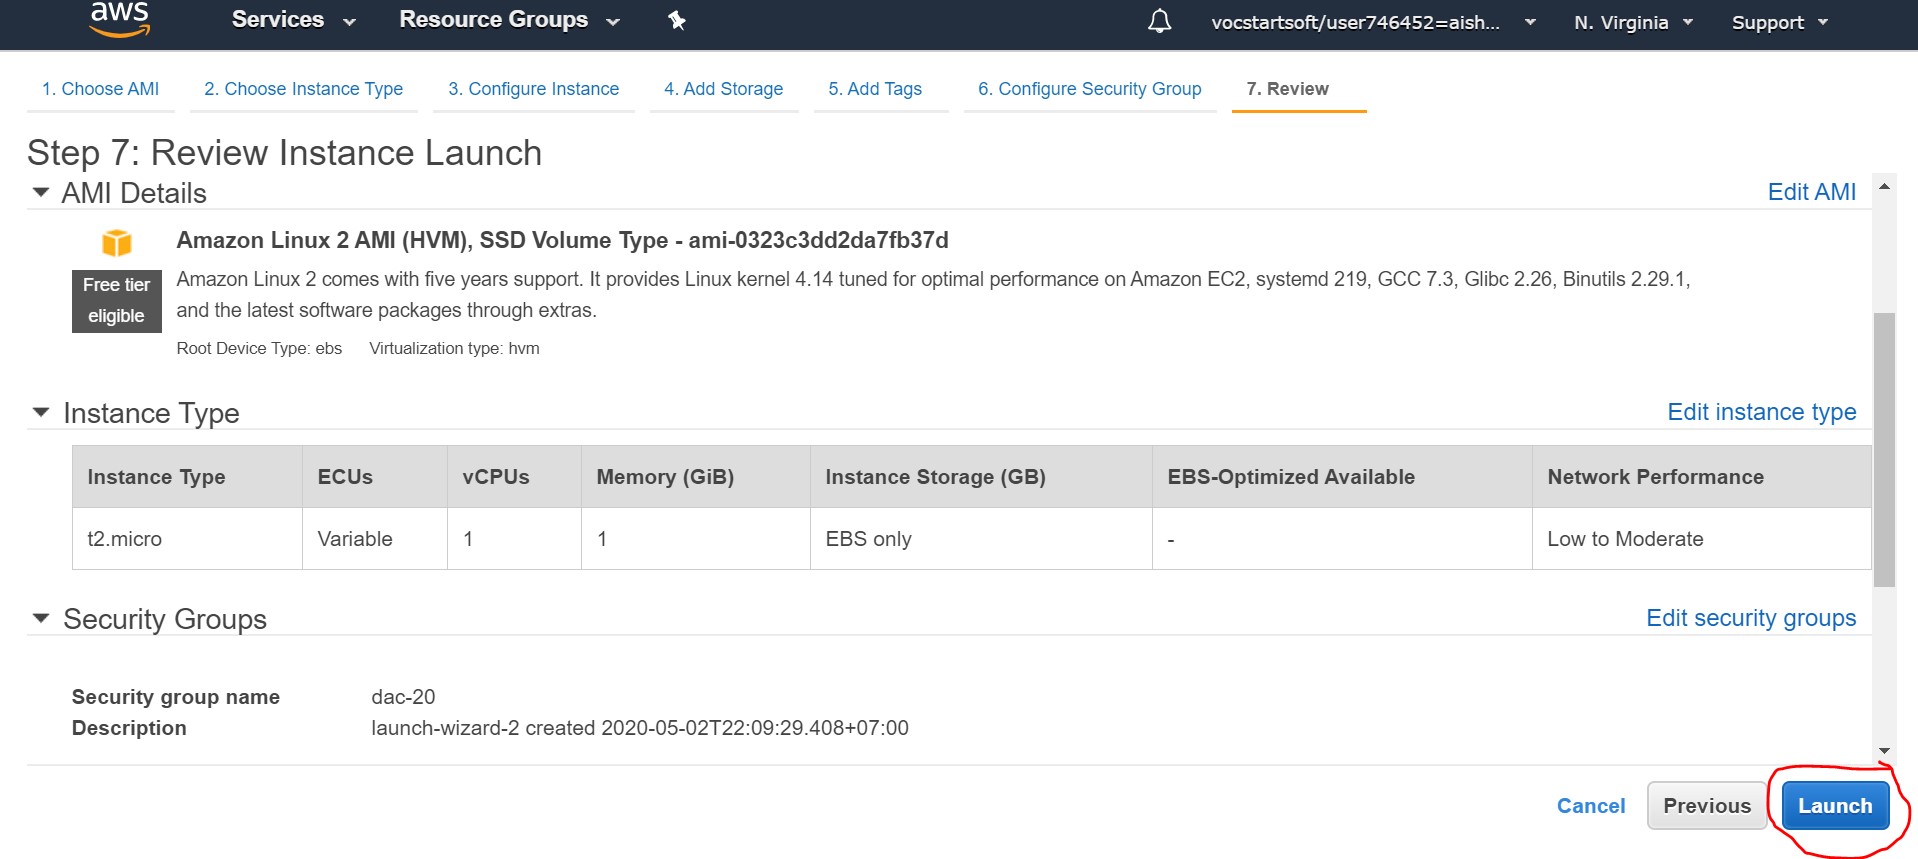 aws Services Resource Groups vocstartsoft/user746452=aish... N. Virginia Support
1. Choose AMI 2. Choose Instance Type 3. Configure Instance 4. Add Storage 5. Add Tags 6. Configure Security Group 7. Review
Step 7: Review Instance Launch
AMI Details Edit AMI
Amazon Linux 2 AMI (HVM), SSD Volume Type - ami-0323c3dd2da7fb37d
Free tier
eligible
Amazon Linux 2 comes with five years support. It provides Linux kernel 4.14 tuned for optimal performance on Amazon EC2, systemd 219, GCC 7.3, Glibc 2.26, Binutils 2.29.1,
and the latest software packages through extras.
Root Device Type: ebs Virtualization type: hvm
Instance Type Edit instance type
Instance Type ECUs vCPUs Memory (GiB) Instance Storage (GB) EBS-Optimized Available Network Performance
t2.micro Variable 1 1 EBS only - Low to Moderate
Security Groups Edit security groups
Security group name dac-20
Description launch-wizard-2 created 2020-05-02T22:09:29.408+07:00
Cancel Previous Launch